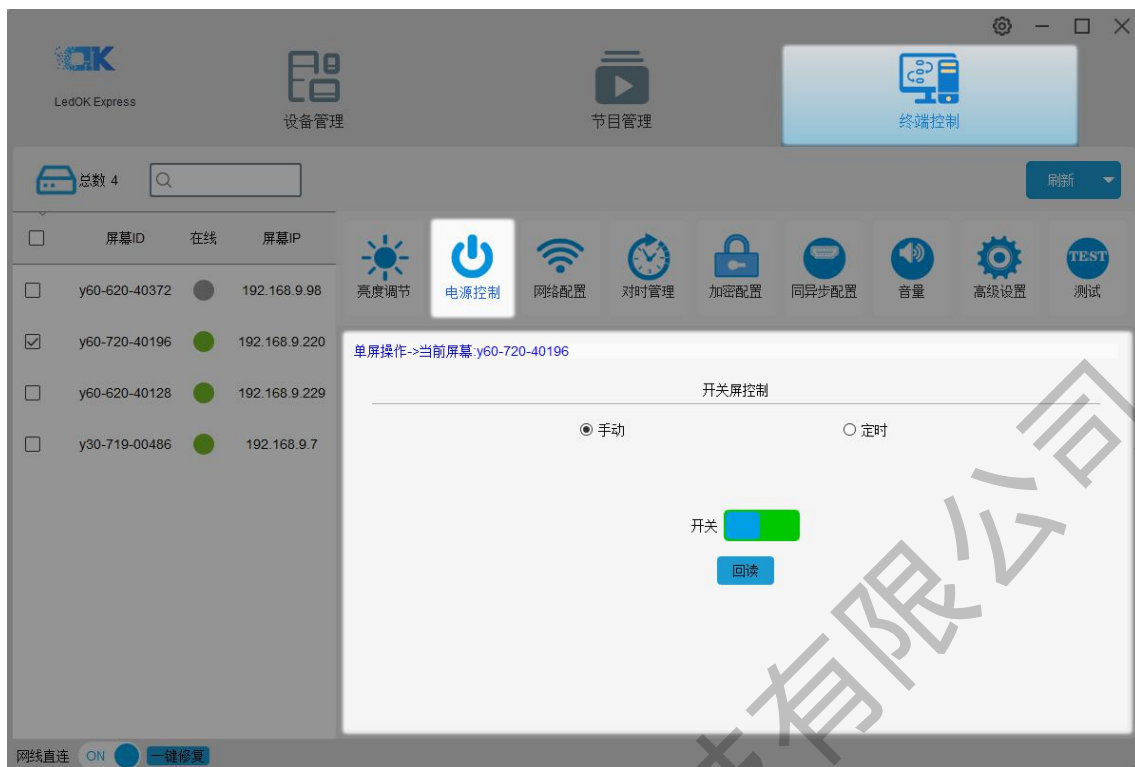 LedOK Express
设备管理
节目管理
终端控制
总数 4
刷新
屏幕ID 在线 屏幕IP
y60-620-40372 192.168.9.98
y60-720-40196 192.168.9.220
y60-620-40128 192.168.9.229
y30-719-00486 192.168.9.7
亮度调节 电源控制 网络配置 对时管理 加密配置 同异步配置 音量 高级设置 测试
TEST
单屏操作->当前屏幕:y60-720-40196
开关屏控制
手动 定时
开关
回读
网线直连 ON 一键修复
有限公司